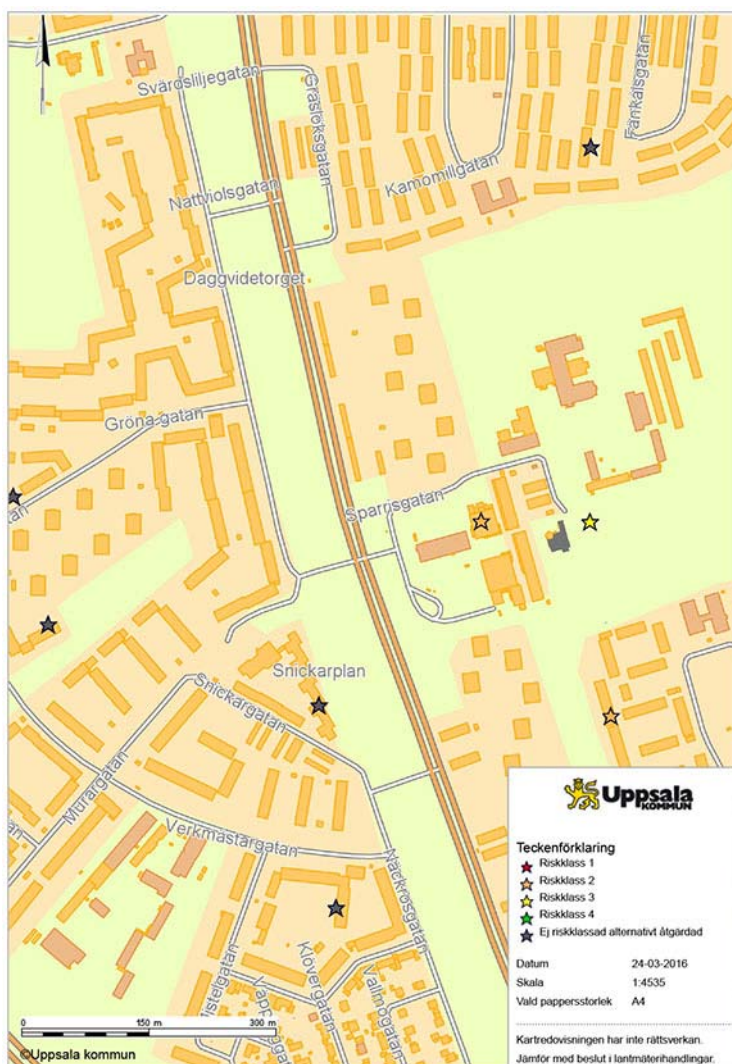 Svärdsliljegatan
Gräslöksgatan
Fänkålsgatan
Nattviolsgatan
Kamomillgatan
Daggvidetorget
Gröna gatan
Sparrisgatan
Snickarplan
Snickargatan
Murargatan
Verkmästargatan
Näckrosgatan
Klövergatan
Vallmogatan
Uppsala
KOMMUN
Teckenförklaring
Riskklass 1
Riskklass 2
Riskklass 3
Riskklass 4
Ej riskklassad alternativt åtgärdad
Datum 24-03-2016
Skala 1:4535
Vald pappersstorlek A4
Kartredovisningen har inte rättsverkan.
Jämför med beslut i lantmäterihandlingar.
0 150 m 300 m
©Uppsala kommun